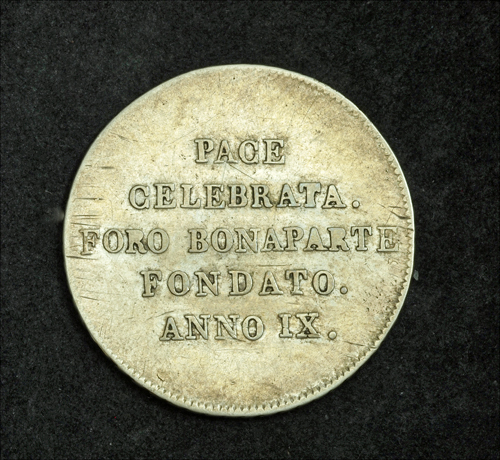 PACE
CELEBRATA.
FORO BONAPARTE
FONDATO.
ANNO IX.